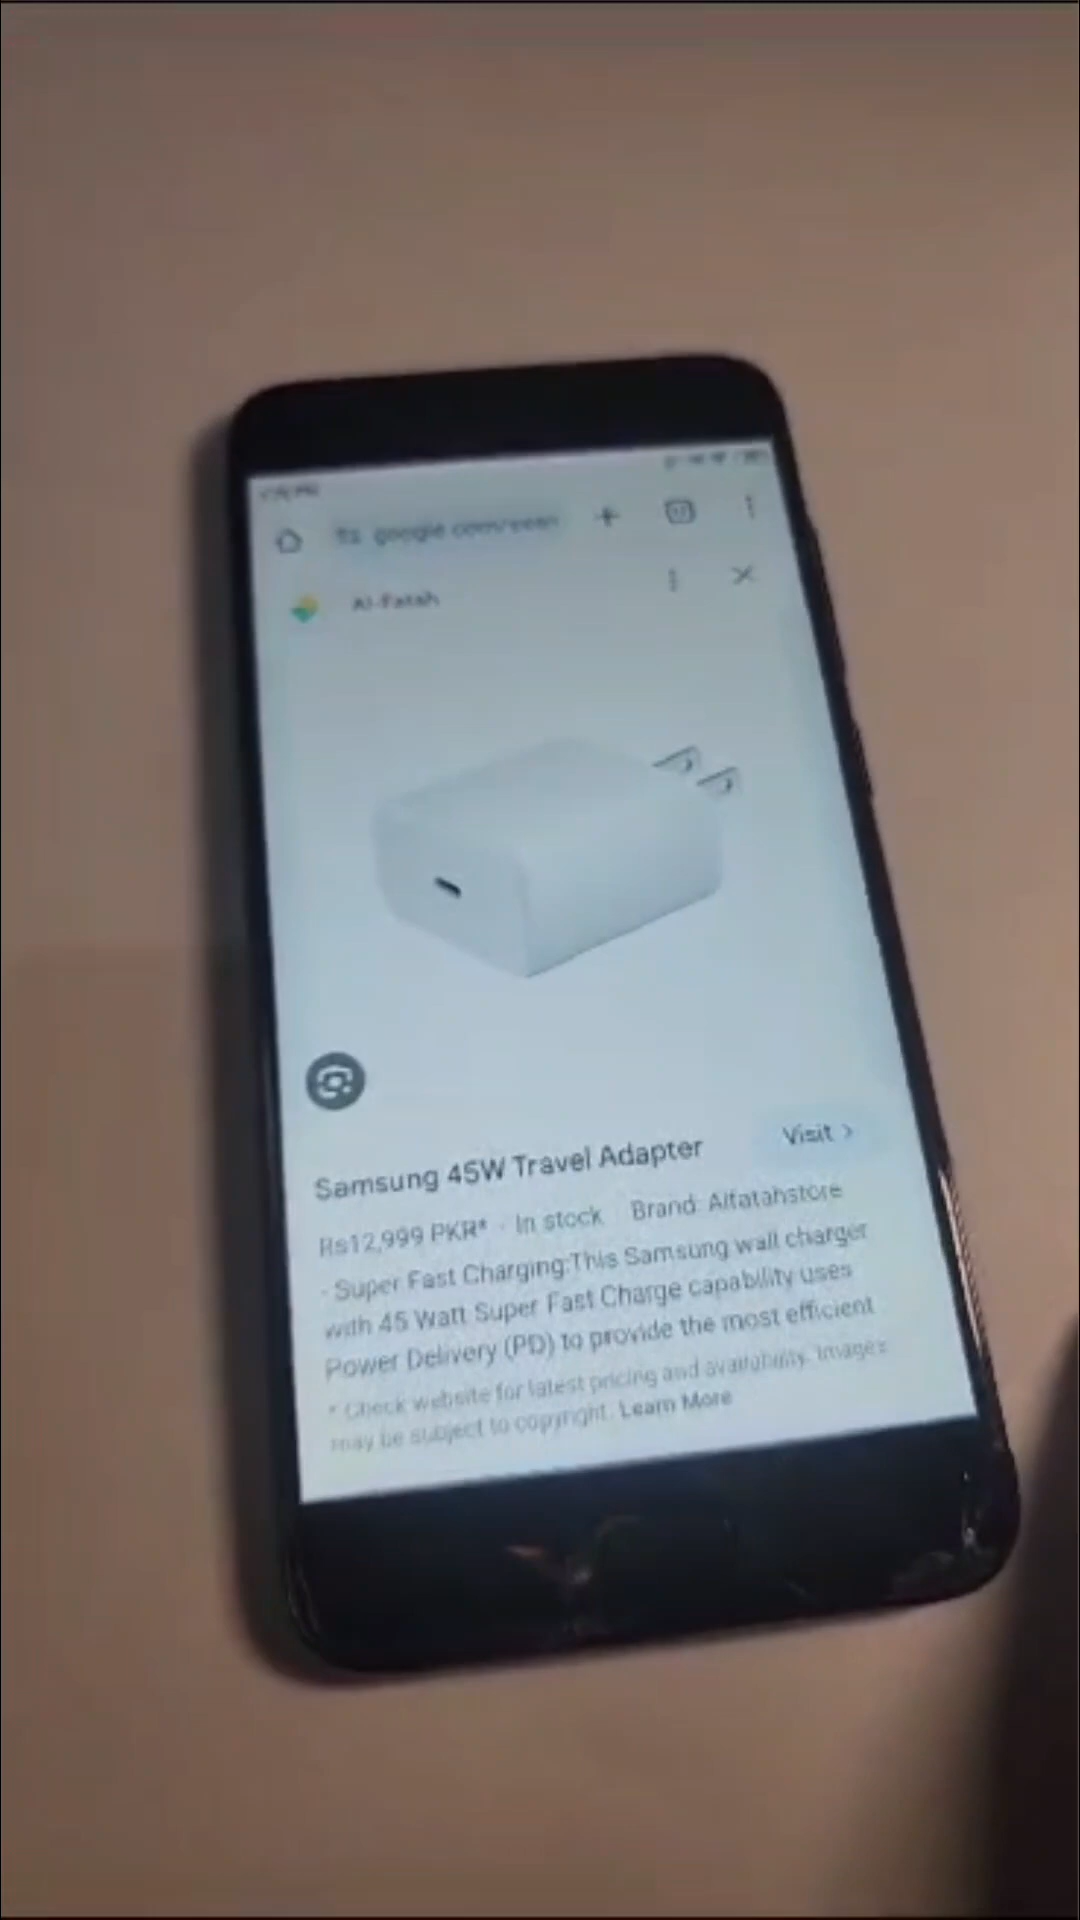 google.com/
Al-Fatah
Samsung 45W Travel Adapter
Visit >
Rs12,999 PKR* · In stock Brand: Alfatahstore
- Super Fast Charging:This Samsung wall charger
with 45 Watt Super Fast Charge capability uses
Power Delivery (PD) to provide the most efficient
* Check website for latest pricing and availability. Images
may be subject to copyright. Learn More